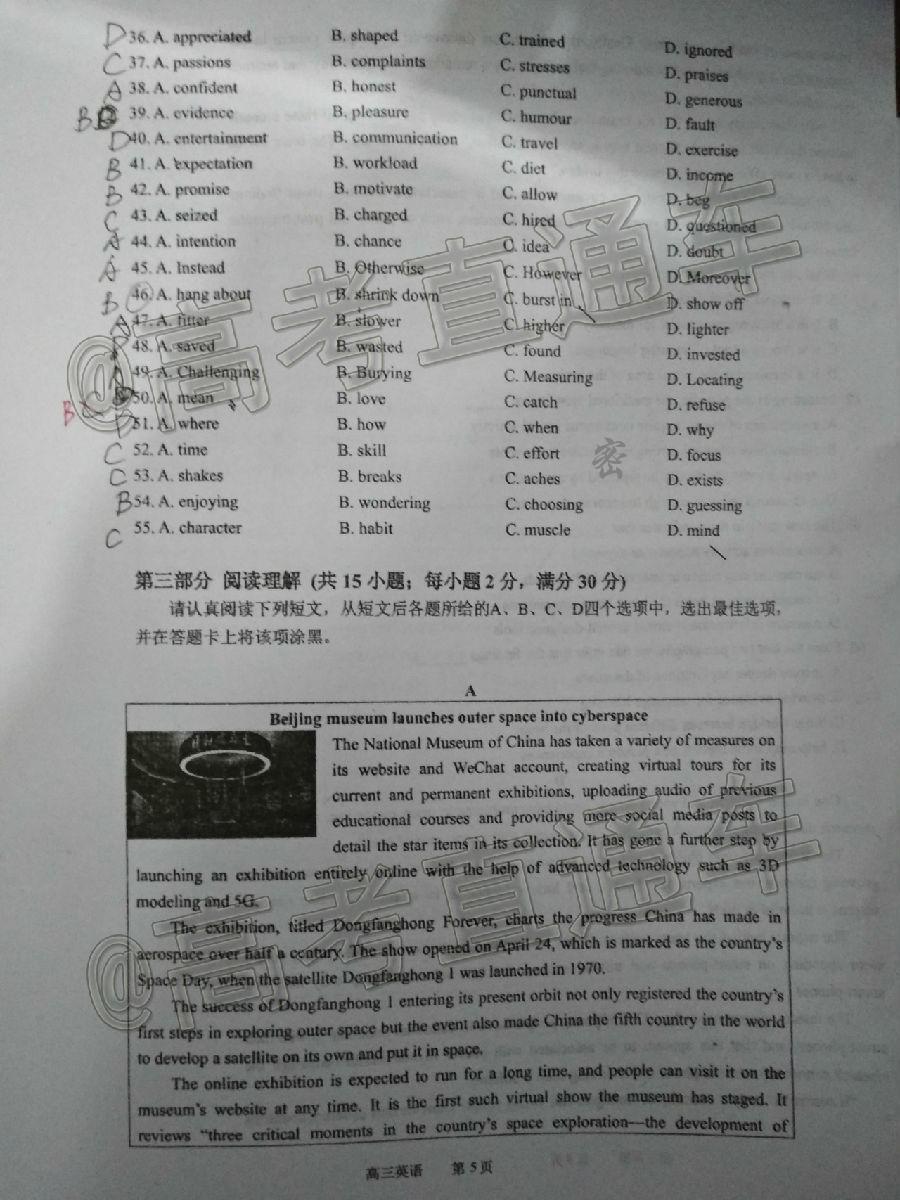 D 36. A. appreciated B. shaped C. trained D. ignored
C 37. A. passions B. complaints C. stresses D. praises
A 38. A. confident B. honest C. punctual D. generous
B 39. A. evidence B. pleasure C. humour D. fault
D 40. A. entertainment B. communication C. travel D. exercise
B 41. A. expectation B. workload C. diet D. income
B 42. A. promise B. motivate C. allow D. beg
C 43. A. seized B. charged C. hired D. questioned
A 44. A. intention B. chance C. idea D. doubt
A 45. A. Instead B. Otherwise C. However D. Moreover
B 46. A. hang about B. shrink down C. burst in D. show off
A 47. A. fitter B. slower C. higher D. lighter
48. A. saved B. wasted C. found D. invested
A 49. A. Challenging B. Burying C. Measuring D. Locating
B 50. A. mean B. love C. catch D. refuse
D 51. A. where B. how C. when D. why
C 52. A. time B. skill C. effort D. focus
C 53. A. shakes B. breaks C. aches D. exists
B 54. A. enjoying B. wondering C. choosing D. guessing
C 55. A. character B. habit C. muscle D. mind
密
@高考直通车
第三部分 阅读理解 (共 15 小题；每小题 2 分，满分 30 分)
请认真阅读下列短文，从短文后各题所给的A、B、C、D四个选项中，选出最佳选项，
并在答题卡上将该项涂黑。
A
Beijing museum launches outer space into cyberspace
The National Museum of China has taken a variety of measures on
its website and WeChat account, creating virtual tours for its
current and permanent exhibitions, uploading audio of previous
educational courses and providing more social media posts to
detail the star items in its collection. It has gone a further step by
launching an exhibition entirely online with the help of advanced technology such as 3D
modeling and 5G.
The exhibition, titled Dongfanghong Forever, charts the progress China has made in
aerospace over half a century. The show opened on April 24, which is marked as the country's
Space Day, when the satellite Dongfanghong 1 was launched in 1970.
The success of Dongfanghong 1 entering its present orbit not only registered the country's
first steps in exploring outer space but the event also made China the fifth country in the world
to develop a satellite on its own and put it in space.
The online exhibition is expected to run for a long time, and people can visit it on the
museum's website at any time. It is the first such virtual show the museum has staged. It
reviews "three critical moments in the country's space exploration—the development of
@高考直通车
高三英语 第 5 页